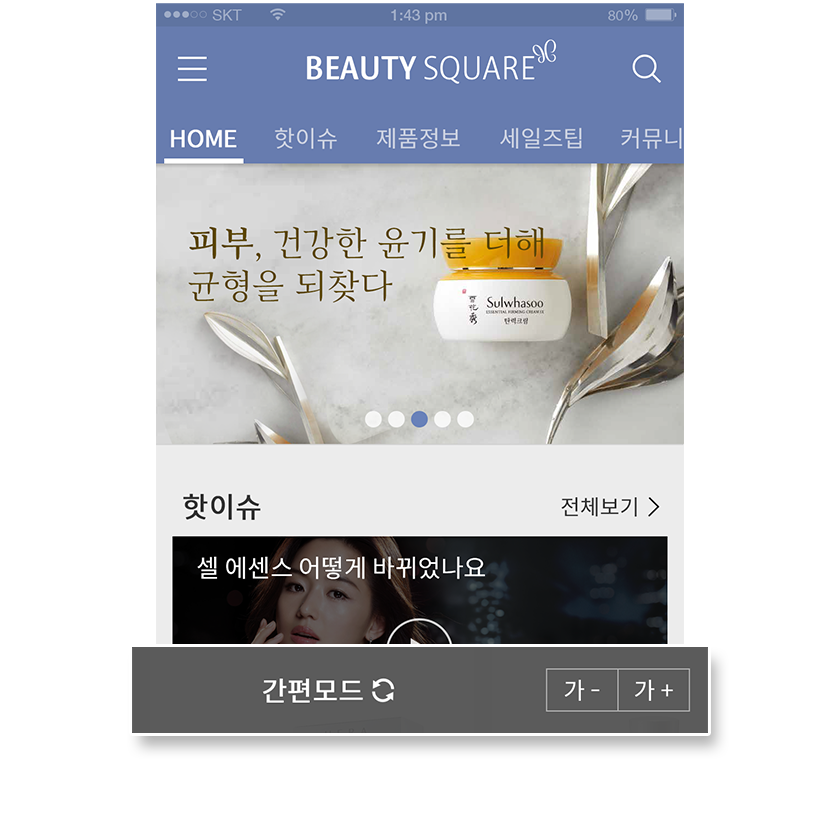 SKT 1:43 pm 80%
BEAUTY SQUARE
HOME 핫이슈 제품정보 세일즈팁 커뮤니
피부, 건강한 윤기를 더해
균형을 되찾다
Sulwhasoo
ESSENTIAL FIRMING CREAM EX
탄력크림
핫이슈 전체보기
셀 에센스 어떻게 바뀌었나요
간편모드 가 - 가 +